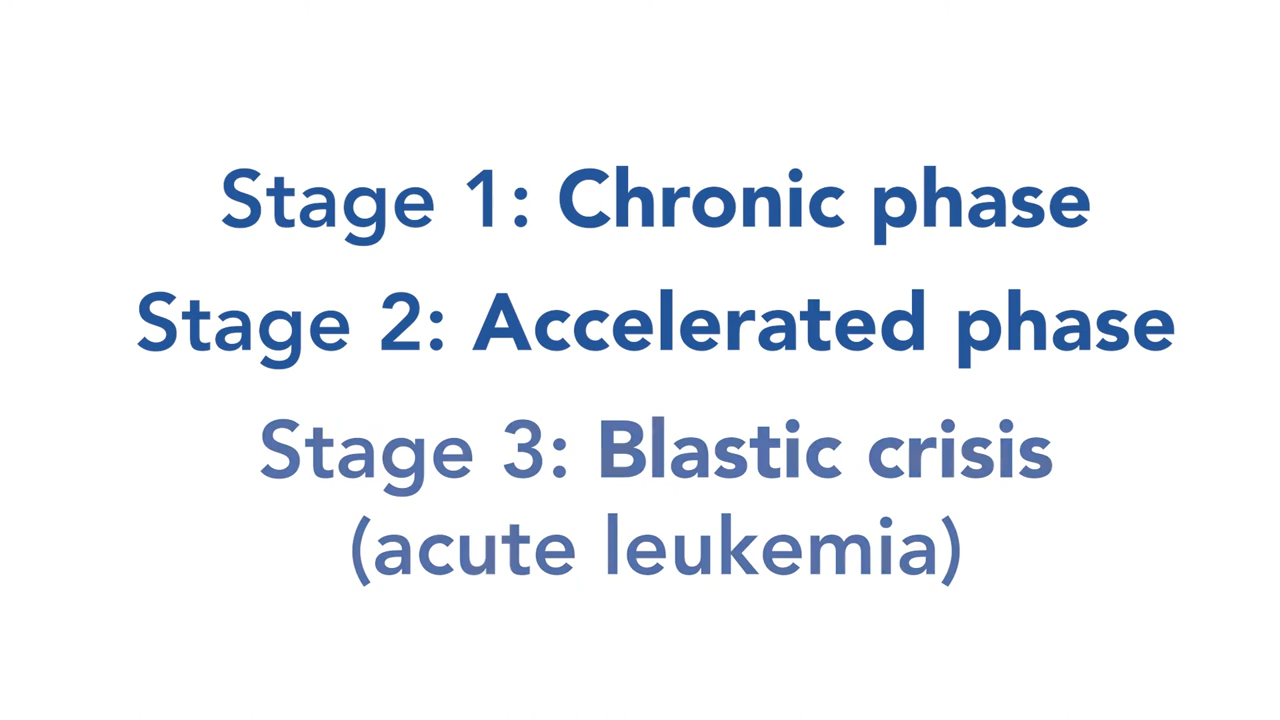 Stage 1: Chronic phase
Stage 2: Accelerated phase
Stage 3: Blastic crisis
(acute leukemia)